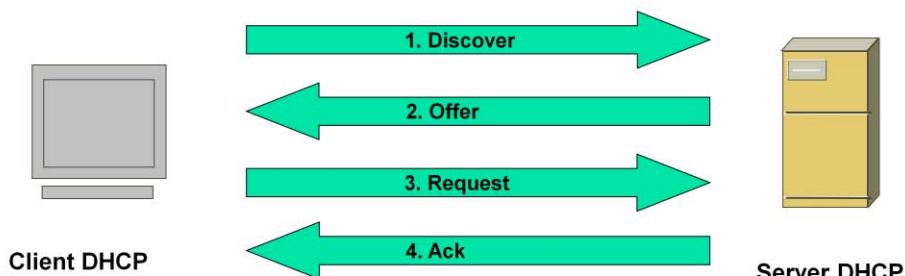 1. Discover
2. Offer
3. Request
4. Ack
Client DHCP
Server DHCP